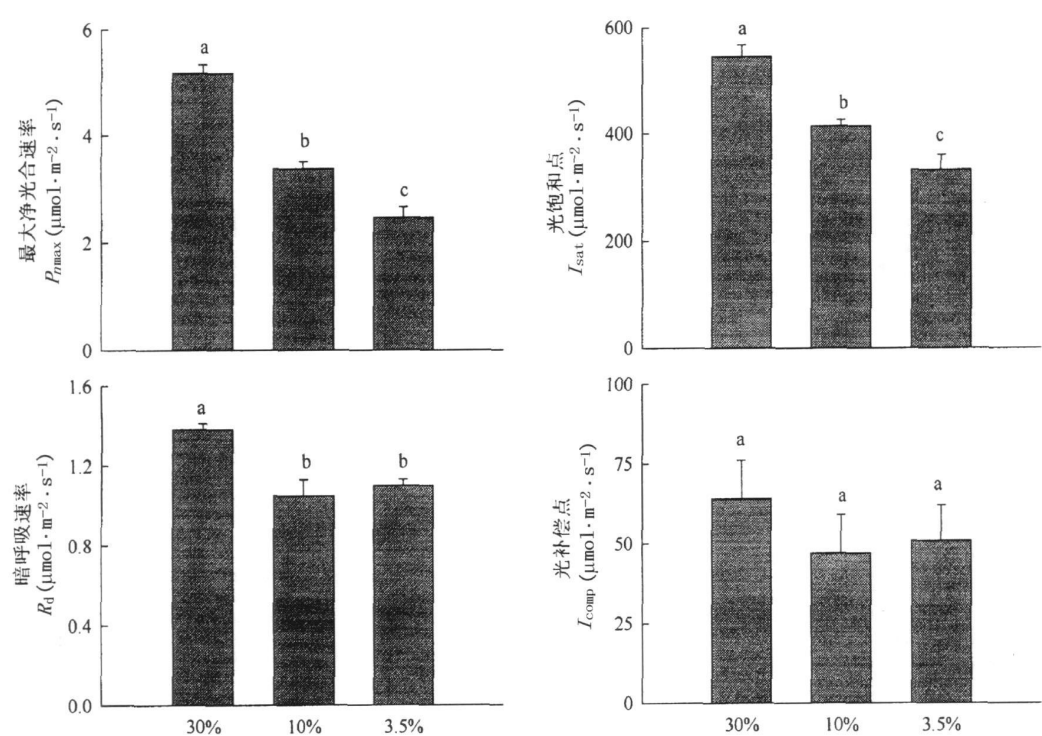 最大净光合速率
Pnmax (μmol·m⁻²·s⁻¹)
6
4
2
0
a
b
c
光饱和点
Isat (μmol·m⁻²·s⁻¹)
600
400
200
0
a
b
c
暗呼吸速率
Rd (μmol·m⁻²·s⁻¹)
1.6
1.2
0.8
0.4
0.0
a
b
b
30% 10% 3.5%
光补偿点
Icomp (μmol·m⁻²·s⁻¹)
100
75
50
25
0
a
a
a
30% 10% 3.5%